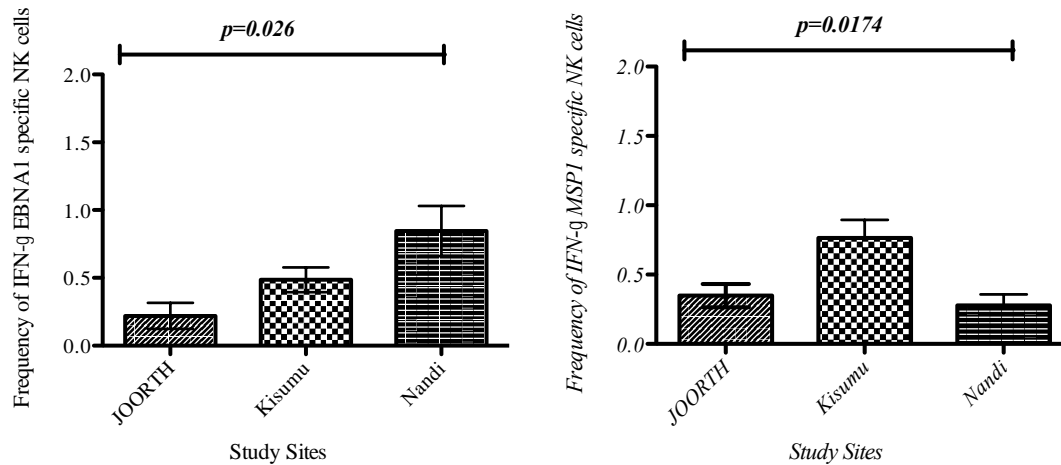 p=0.026
Frequency of IFN-g EBNA1 specific NK cells
2.0
1.5
1.0
0.5
0.0
JOORTH
Kisumu
Nandi
Study Sites
p=0.0174
Frequency of IFN-g MSP1 specific NK cells
2.0
1.5
1.0
0.5
0.0
JOORTH
Kisumu
Nandi
Study Sites